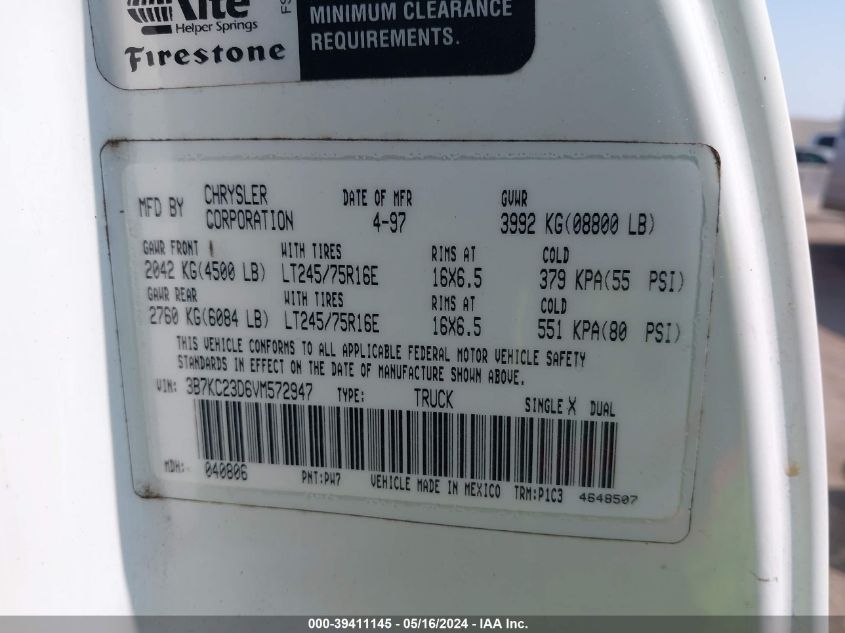 Rite
Helper Springs
Firestone
MINIMUM CLEARANCE
REQUIREMENTS.
MFD BY CHRYSLER CORPORATION DATE OF MFR 4-97 GVWR 3992 KG(08800 LB)
GAWR FRONT WITH TIRES RIMS AT COLD
2042 KG(4500 LB) LT245/75R16E 16X6.5 379 KPA(55 PSI)
GAWR REAR WITH TIRES RIMS AT COLD
2760 KG(6084 LB) LT245/75R16E 16X6.5 551 KPA(80 PSI)
THIS VEHICLE CONFORMS TO ALL APPLICABLE FEDERAL MOTOR VEHICLE SAFETY
STANDARDS IN EFFECT ON THE DATE OF MANUFACTURE SHOWN ABOVE.
VIN: 3B7KC23D6VM572947 TYPE: TRUCK SINGLE X DUAL
MDH: 040806 PNT:PW7 VEHICLE MADE IN MEXICO TRM:P1C3 4648507
000-39411145 - 05/16/2024 - IAA Inc.